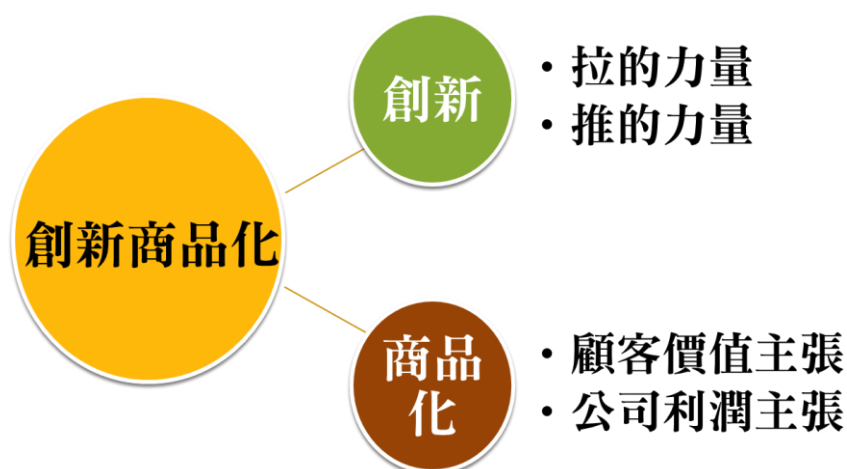 創新商品化
創新
・拉的力量
・推的力量
商品
化
・顧客價值主張
・公司利潤主張